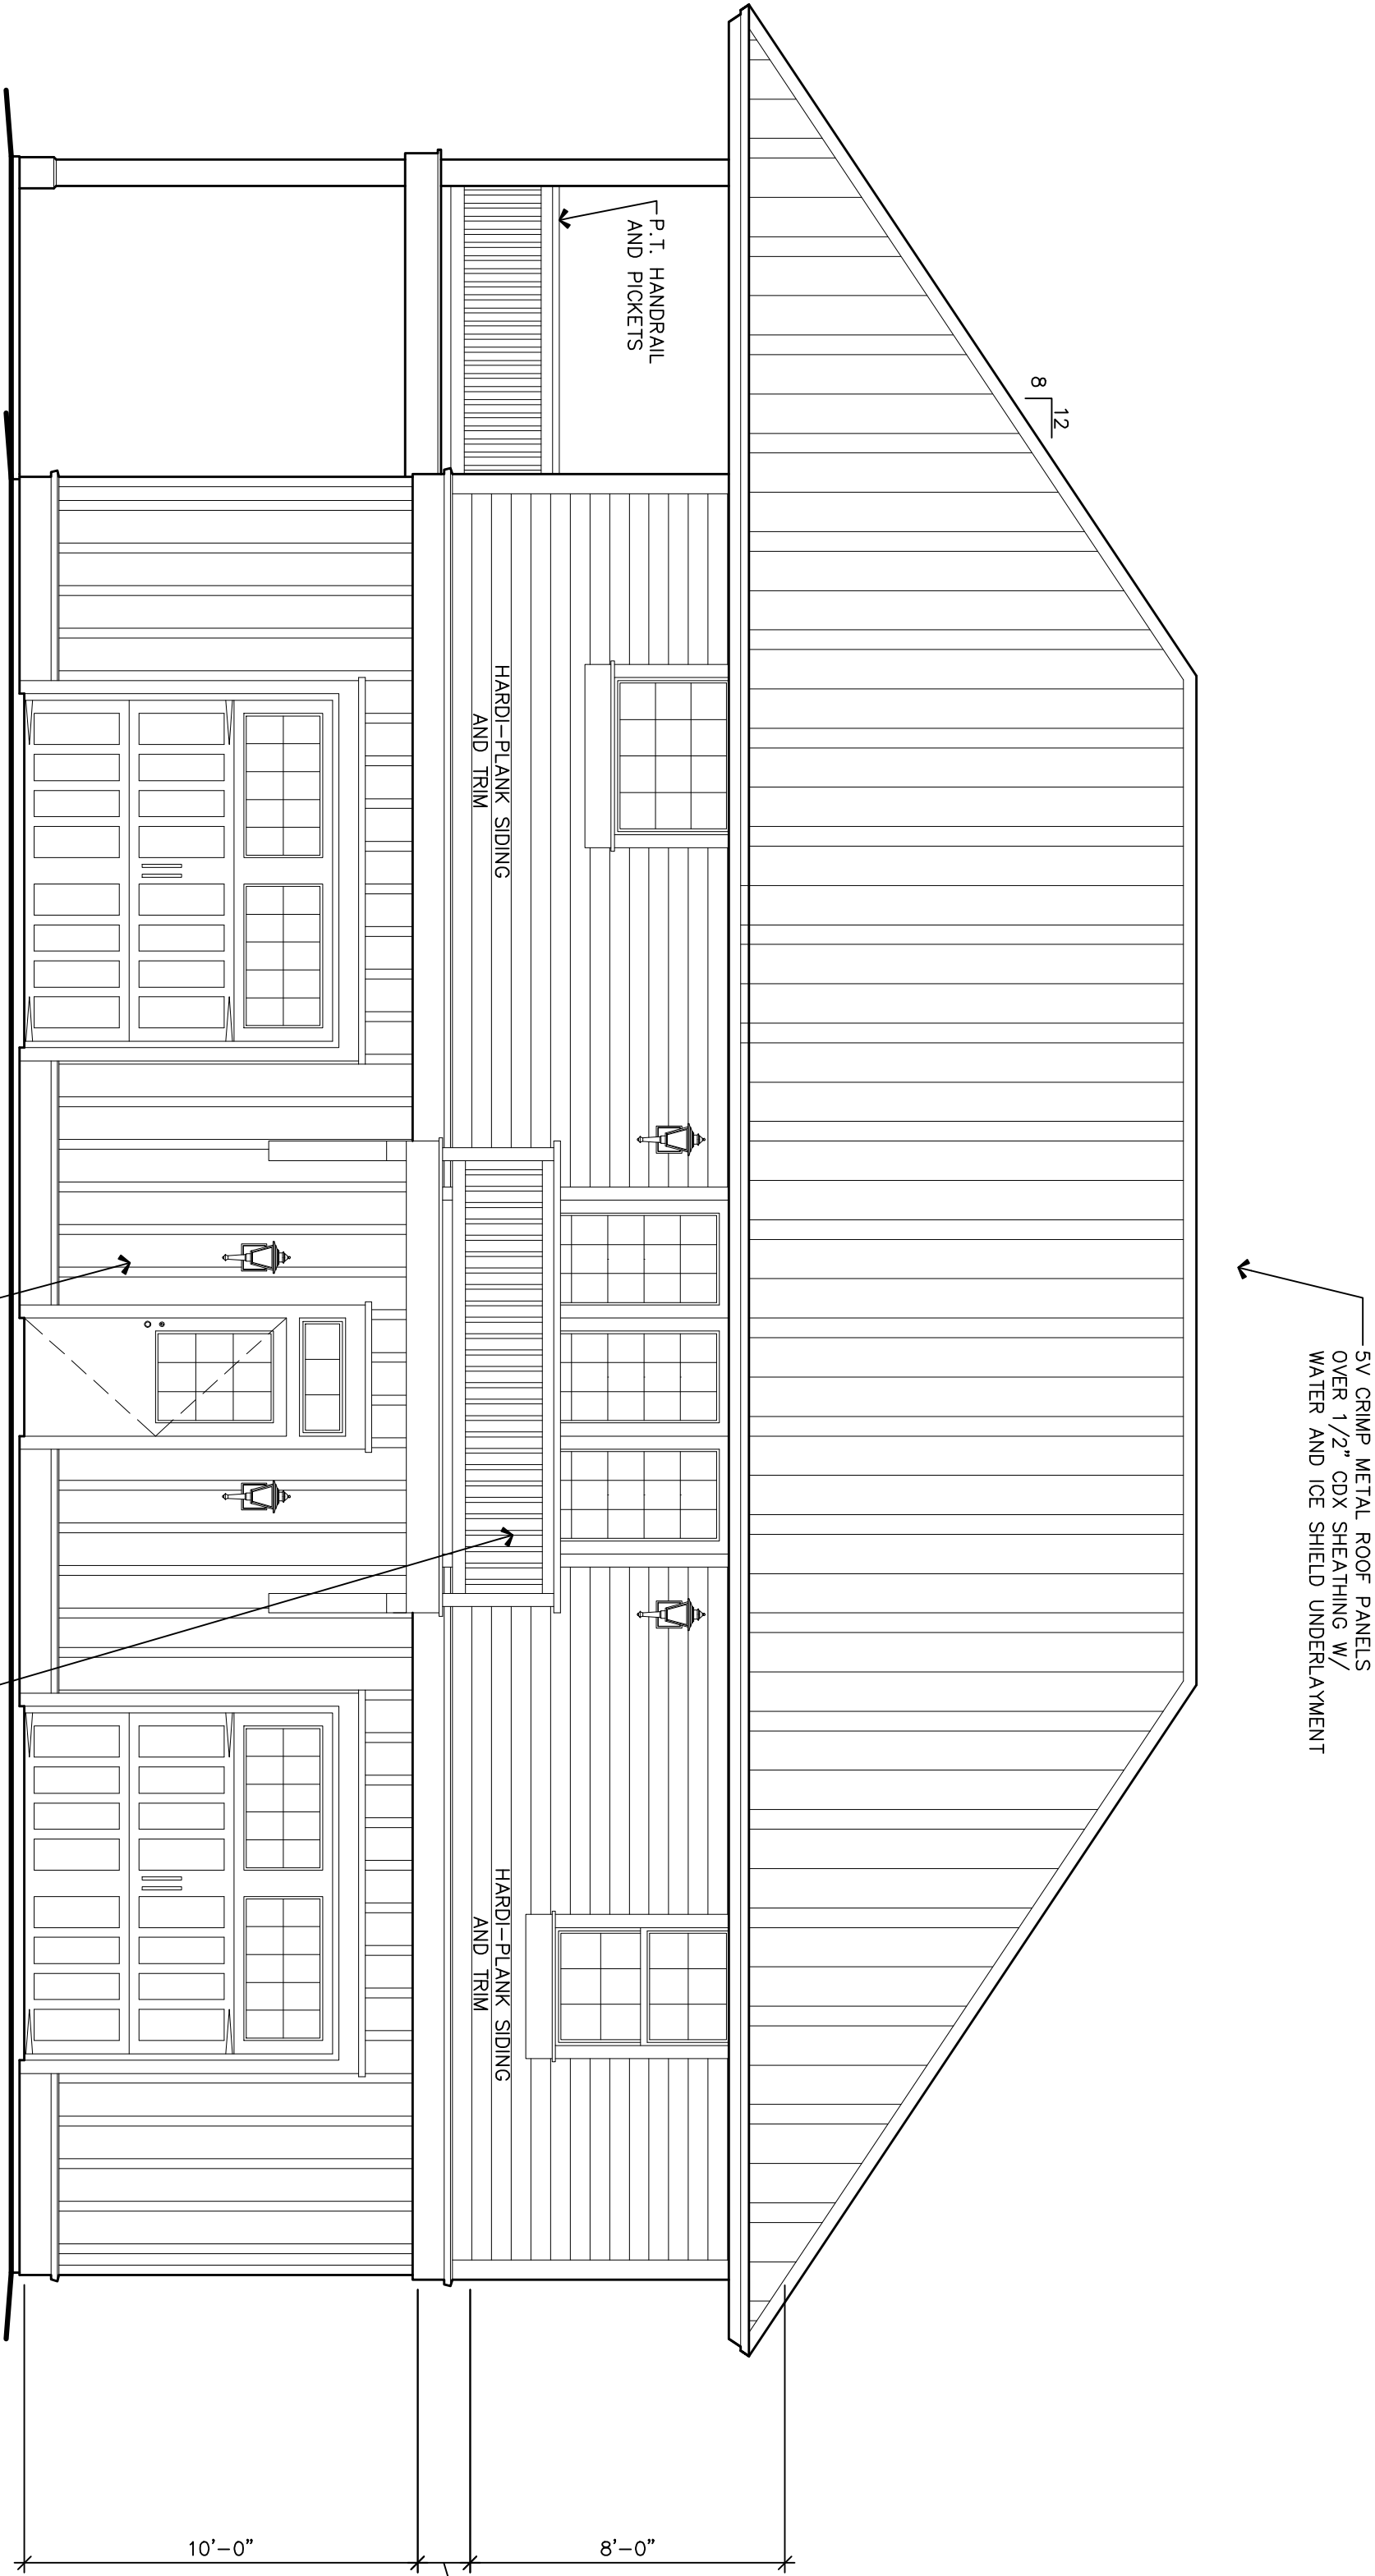 5V CRIMP METAL ROOF PANELS
OVER 1/2" CDX SHEATHING W/
WATER AND ICE SHIELD UNDERLAYMENT
12
8
P.T. HANDRAIL
AND PICKETS
HARDI-PLANK SIDING
AND TRIM
HARDI-PLANK SIDING
AND TRIM
8'-0"
10'-0"